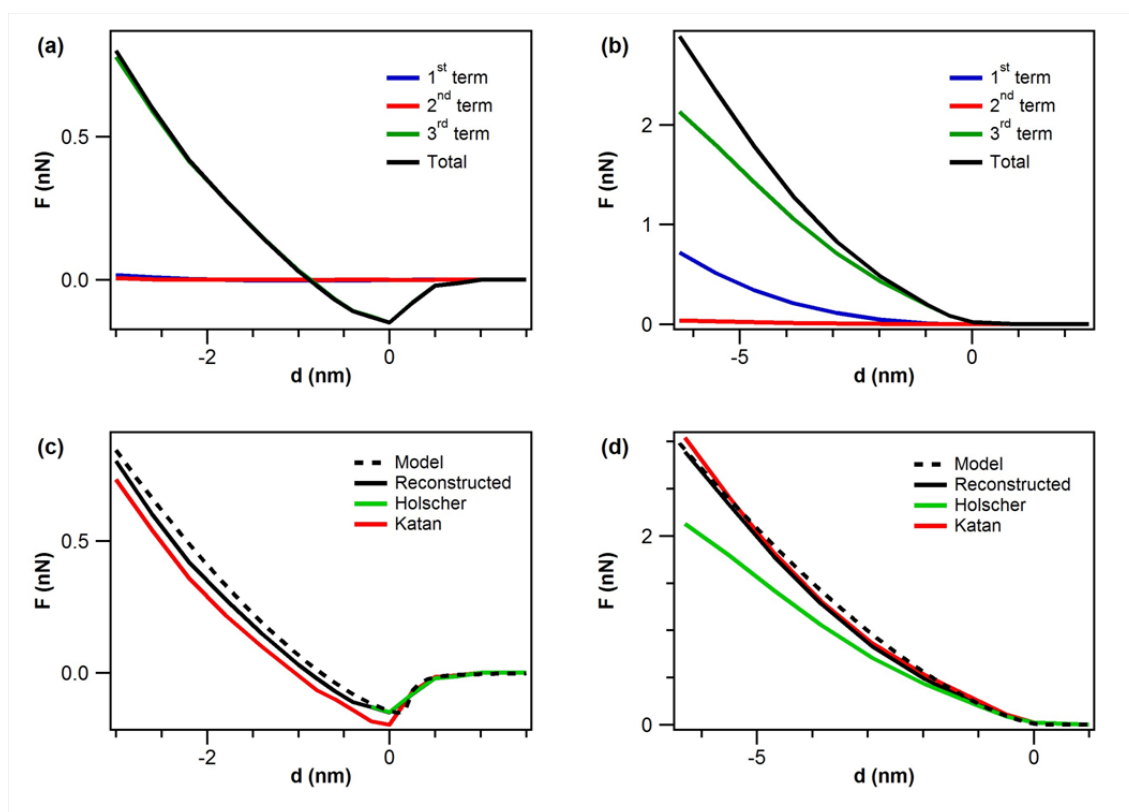 (a)
1st term
2nd term
3rd term
Total
F (nN)
0.5
0.0
-2
0
d (nm)
(b)
1st term
2nd term
3rd term
Total
F (nN)
2
1
0
-5
0
d (nm)
(c)
Model
Reconstructed
Holscher
Katan
F (nN)
0.5
0.0
-2
0
d (nm)
(d)
Model
Reconstructed
Holscher
Katan
F (nN)
2
0
-5
0
d (nm)